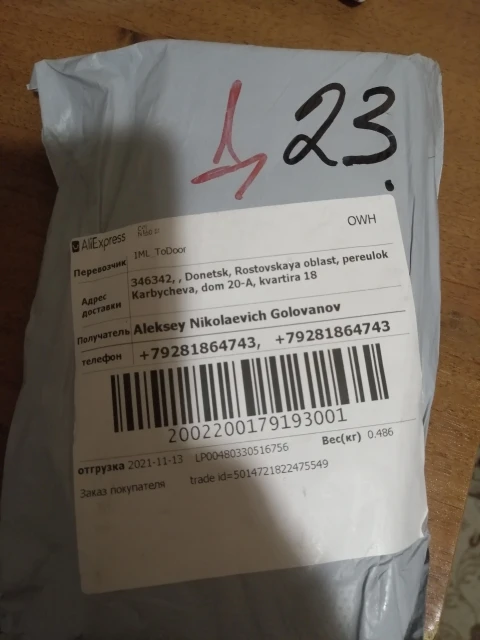 Д 23.
AliExpress
OWH
Перевозчик 1ML_ToDoor
Адрес доставки 346342, , Donetsk, Rostovskaya oblast, pereulok
Karbycheva, dom 20-A, kvartira 18
Получатель Aleksey Nikolaevich Golovanov
телефон +79281864743, +79281864743
2002200179193001
отгрузка 2021-11-13 LP00480330516756 Вес(кг) 0.486
Заказ покупателя trade id=5014721822475549